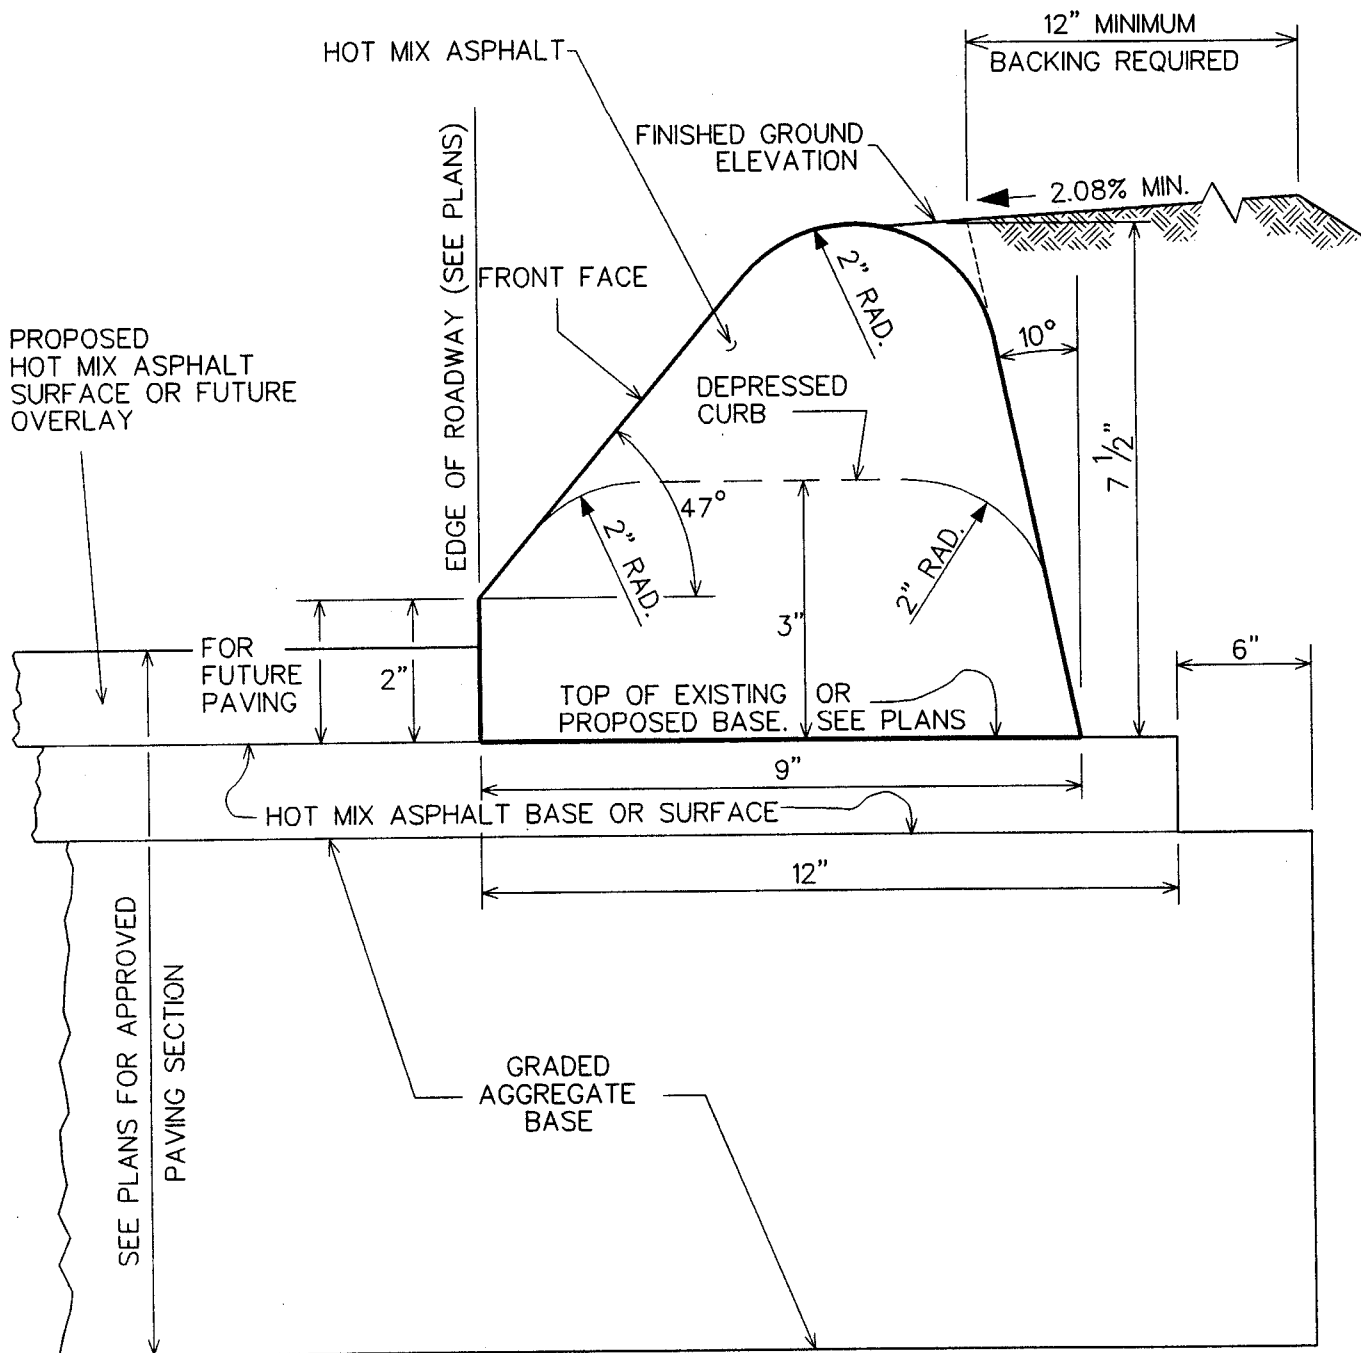 12" MINIMUM
BACKING REQUIRED
HOT MIX ASPHALT
EDGE OF ROADWAY (SEE PLANS)
FINISHED GROUND
ELEVATION
2.08% MIN.
FRONT FACE
2" RAD.
10°
PROPOSED
HOT MIX ASPHALT
SURFACE OR FUTURE
OVERLAY
DEPRESSED
CURB
7 1/2"
47°
2" RAD.
2" RAD.
3"
FOR
FUTURE
PAVING
2"
6"
TOP OF EXISTING OR
PROPOSED BASE. SEE PLANS
9"
HOT MIX ASPHALT BASE OR SURFACE
12"
SEE PLANS FOR APPROVED
PAVING SECTION
GRADED
AGGREGATE
BASE